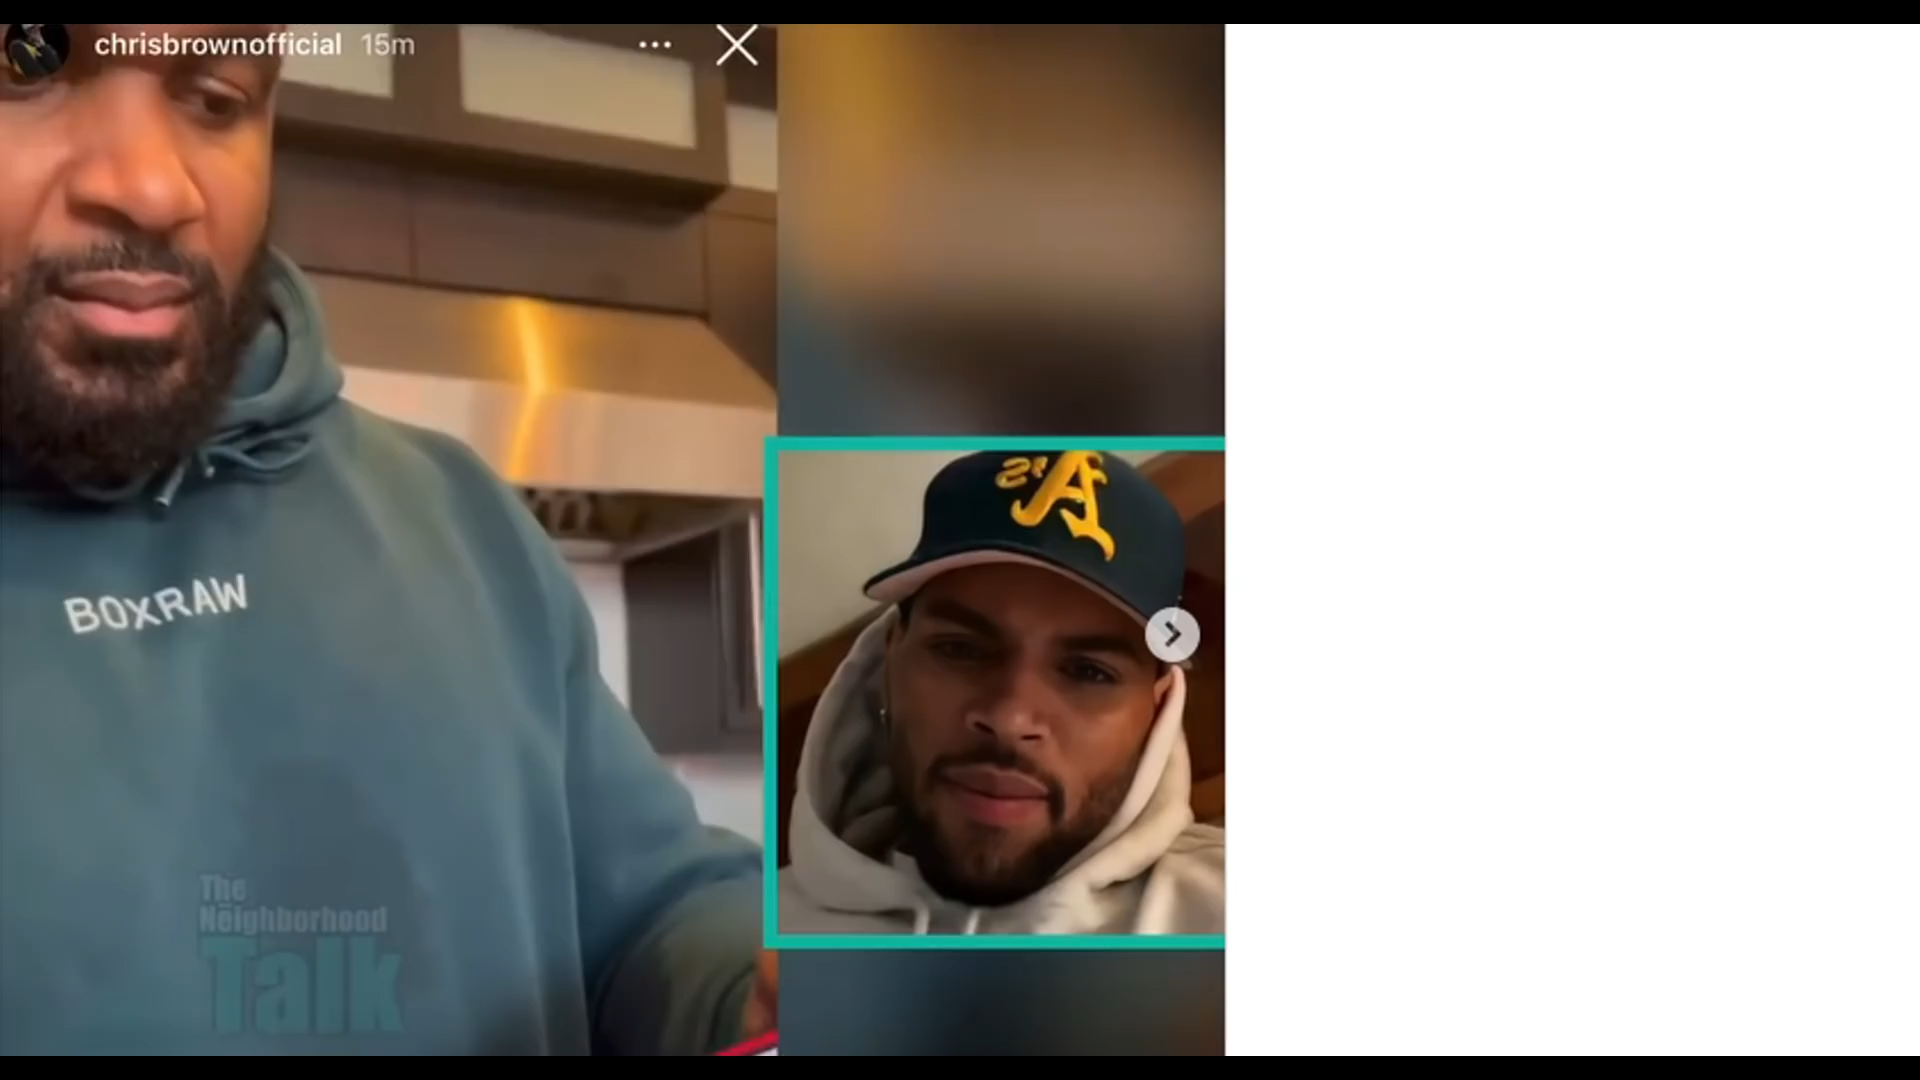 chrisbrownofficial 15m
BOXRAW
A's
The
Neighborhood
Talk